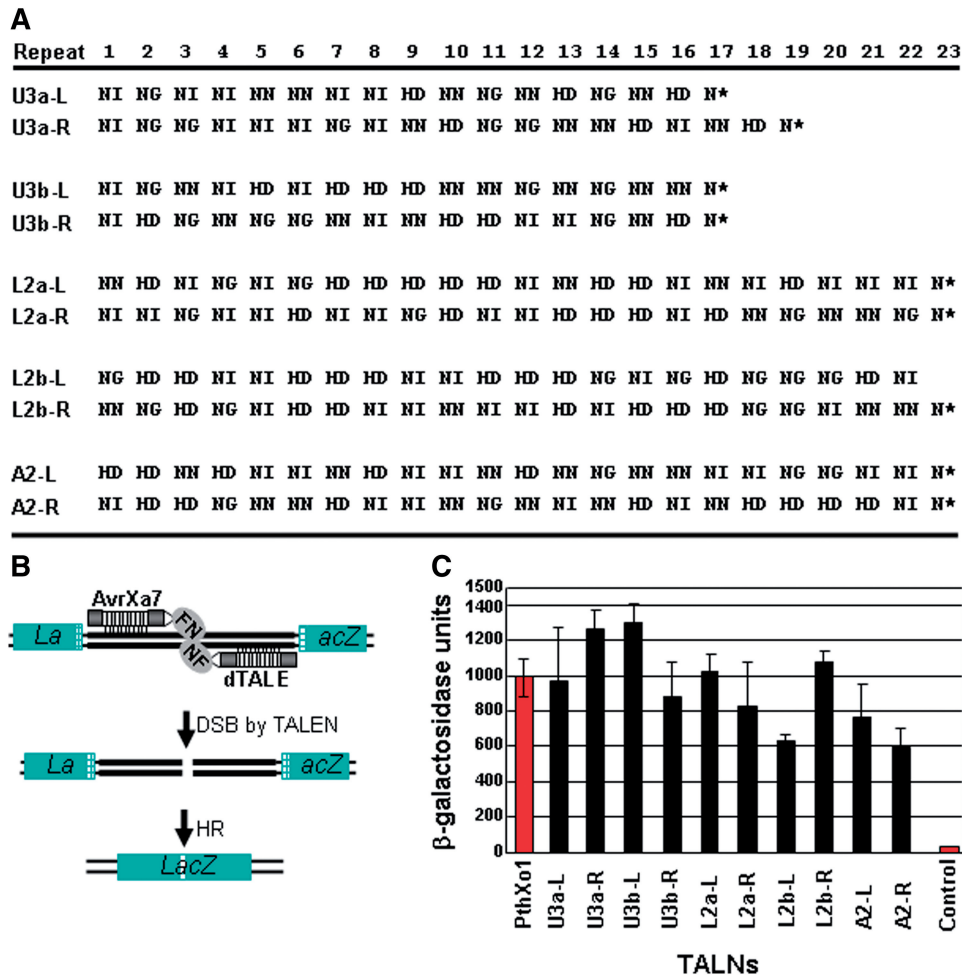 A
Repeat 1 2 3 4 5 6 7 8 9 10 11 12 13 14 15 16 17 18 19 20 21 22 23
U3a-L NI NG NI NI NN NN NI NI HD NN NG NN HD NG NN HD N*
U3a-R NI NG NG NI NI NI NG NI NN HD NG NG NN NN HD NI NN HD N*
U3b-L NI NG NN NI HD NI HD HD HD NN NN NG NN NG NN NN N*
U3b-R NI HD NG NN NG NG NN NI NN HD HD NI NI NG NN HD N*
L2a-L NN HD NI NG NI NG HD HD HD HD HD NI NN HD HD NI NN NI HD NI NI NI N*
L2a-R NI NI NG NI HD NI NI NG HD NI NI HD HD HD NI HD NN NG NN NN NG N*
L2b-L NG HD HD NI NI HD HD HD NI NI HD HD HD NG NI NG HD NG NG NG HD NI
L2b-R NN NG HD NG NI HD HD NI NI NN NI NI HD NI HD HD HD NG NG NI NN NN N*
A2-L HD HD NN HD NI NI NN HD NI NI NN HD NN NG NN NN NI NI NG NG NI NI N*
A2-R NI HD HD NG NN NN HD NI NI NN NG NN NI NN HD NI NN HD HD HD HD NI N*
B
AvrXa7
La FN acZ
NF
dTALE
DSB by TALEN
La acZ
HR
LacZ
C
β-galactosidase units
1500
1400
1200
1000
800
600
400
200
0
PthXo1 U3a-L U3a-R U3b-L U3b-R L2a-L L2a-R L2b-L L2b-R A2-L A2-R Control
TALNs